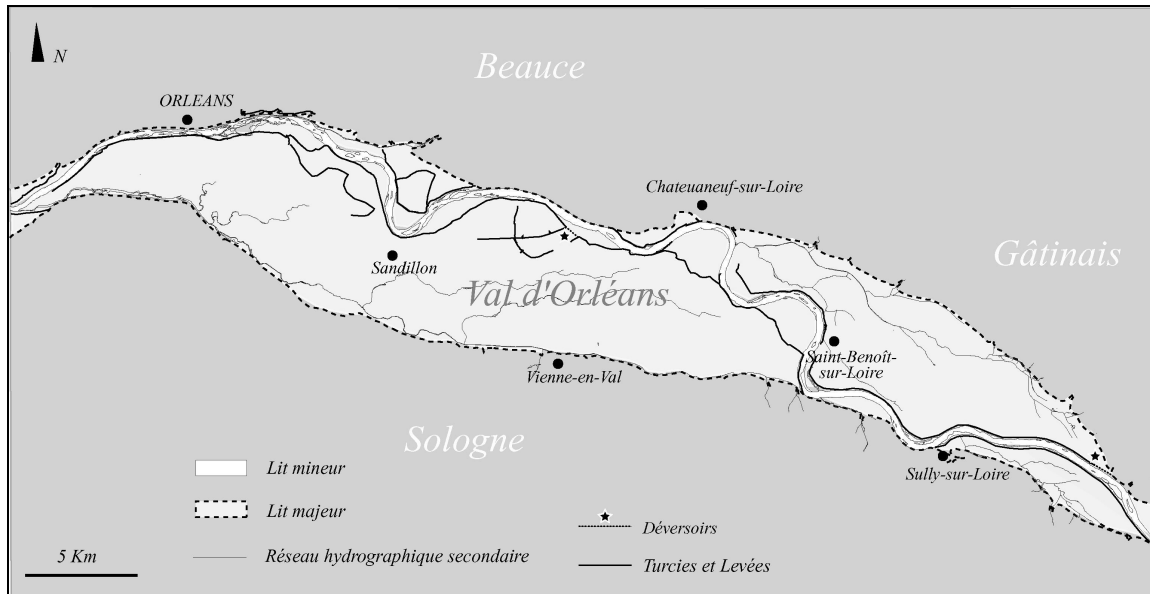 Beauce
N
ORLEANS
Chateuaneuf-sur-Loire
Gâtinais
Sandillon
Val d'Orléans
Saint-Benoît-
sur-Loire
Vienne-en-Val
Sologne
Sully-sur-Loire
Lit mineur
Lit majeur
Réseau hydrographique secondaire
Déversoirs
Turcies et Levées
5 Km